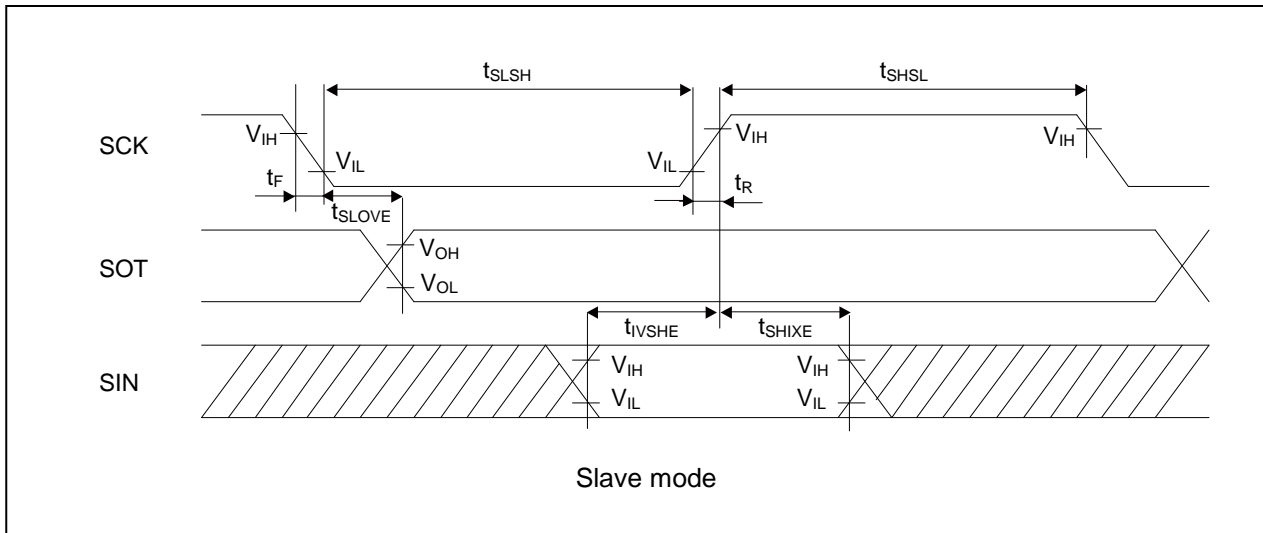 tSLSH
tSHSL
SCK
VIH
VIL
VIL
VIH
VIH
tF
tR
tSLOVE
SOT
VOH
VOL
tIVSHE
tSHIXE
SIN
VIH
VIH
VIL
VIL
Slave mode